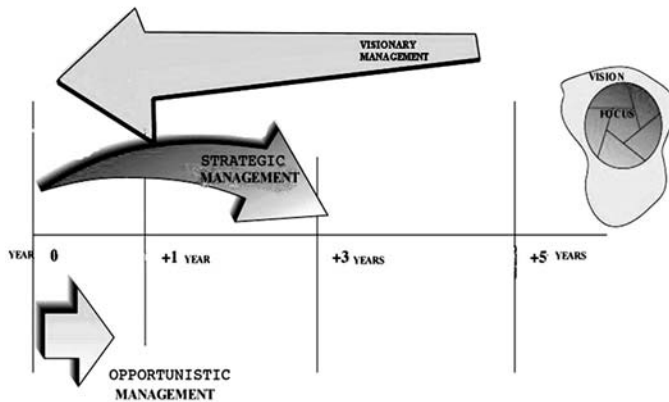 VISIONARY
MANAGEMENT
VISION
FOCUS
STRATEGIC
MANAGEMENT
YEAR 0 +1 YEAR +3 YEARS +5 YEARS
OPPORTUNISTIC
MANAGEMENT